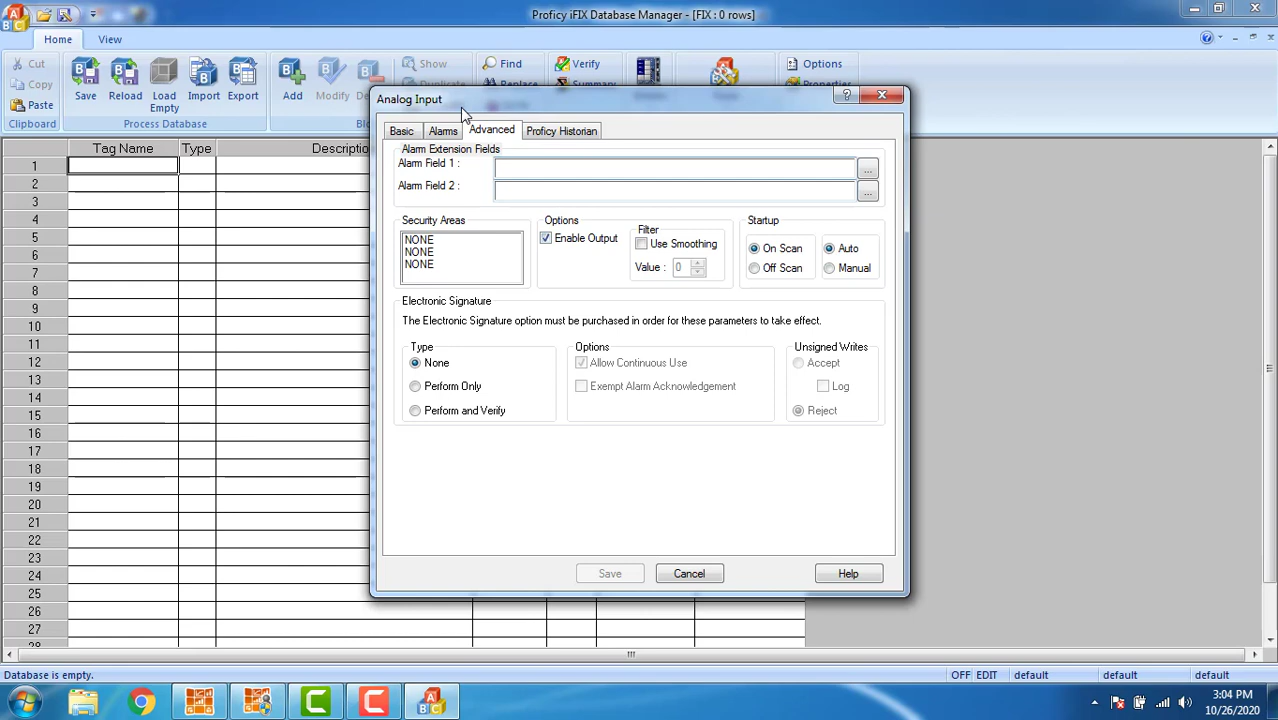 Proficy iFIX Database Manager - [FIX : 0 rows]
Home View
Cut
Copy
Paste
Clipboard
Save Reload Load Empty Import Export
Process Database
Add Modify
Show
Duplicate
Find
Replace
Verify
Summary
Options
Properties
Tag Name Type Descriptio
1
2
3
4
5
6
7
8
9
10
11
12
13
14
15
16
17
18
19
20
21
22
23
24
25
26
27
28
Analog Input
Basic Alarms Advanced Proficy Historian
Alarm Extension Fields
Alarm Field 1 : ...
Alarm Field 2 : ...
Security Areas
NONE
NONE
NONE
Options
Enable Output
Filter
Use Smoothing
Value : 0
Startup
On Scan Auto
Off Scan Manual
Electronic Signature
The Electronic Signature option must be purchased in order for these parameters to take effect.
Type
None
Perform Only
Perform and Verify
Options
Allow Continuous Use
Exempt Alarm Acknowledgement
Unsigned Writes
Accept
Log
Reject
Save Cancel Help
Database is empty. OFF EDIT default default default
3:04 PM
10/26/2020